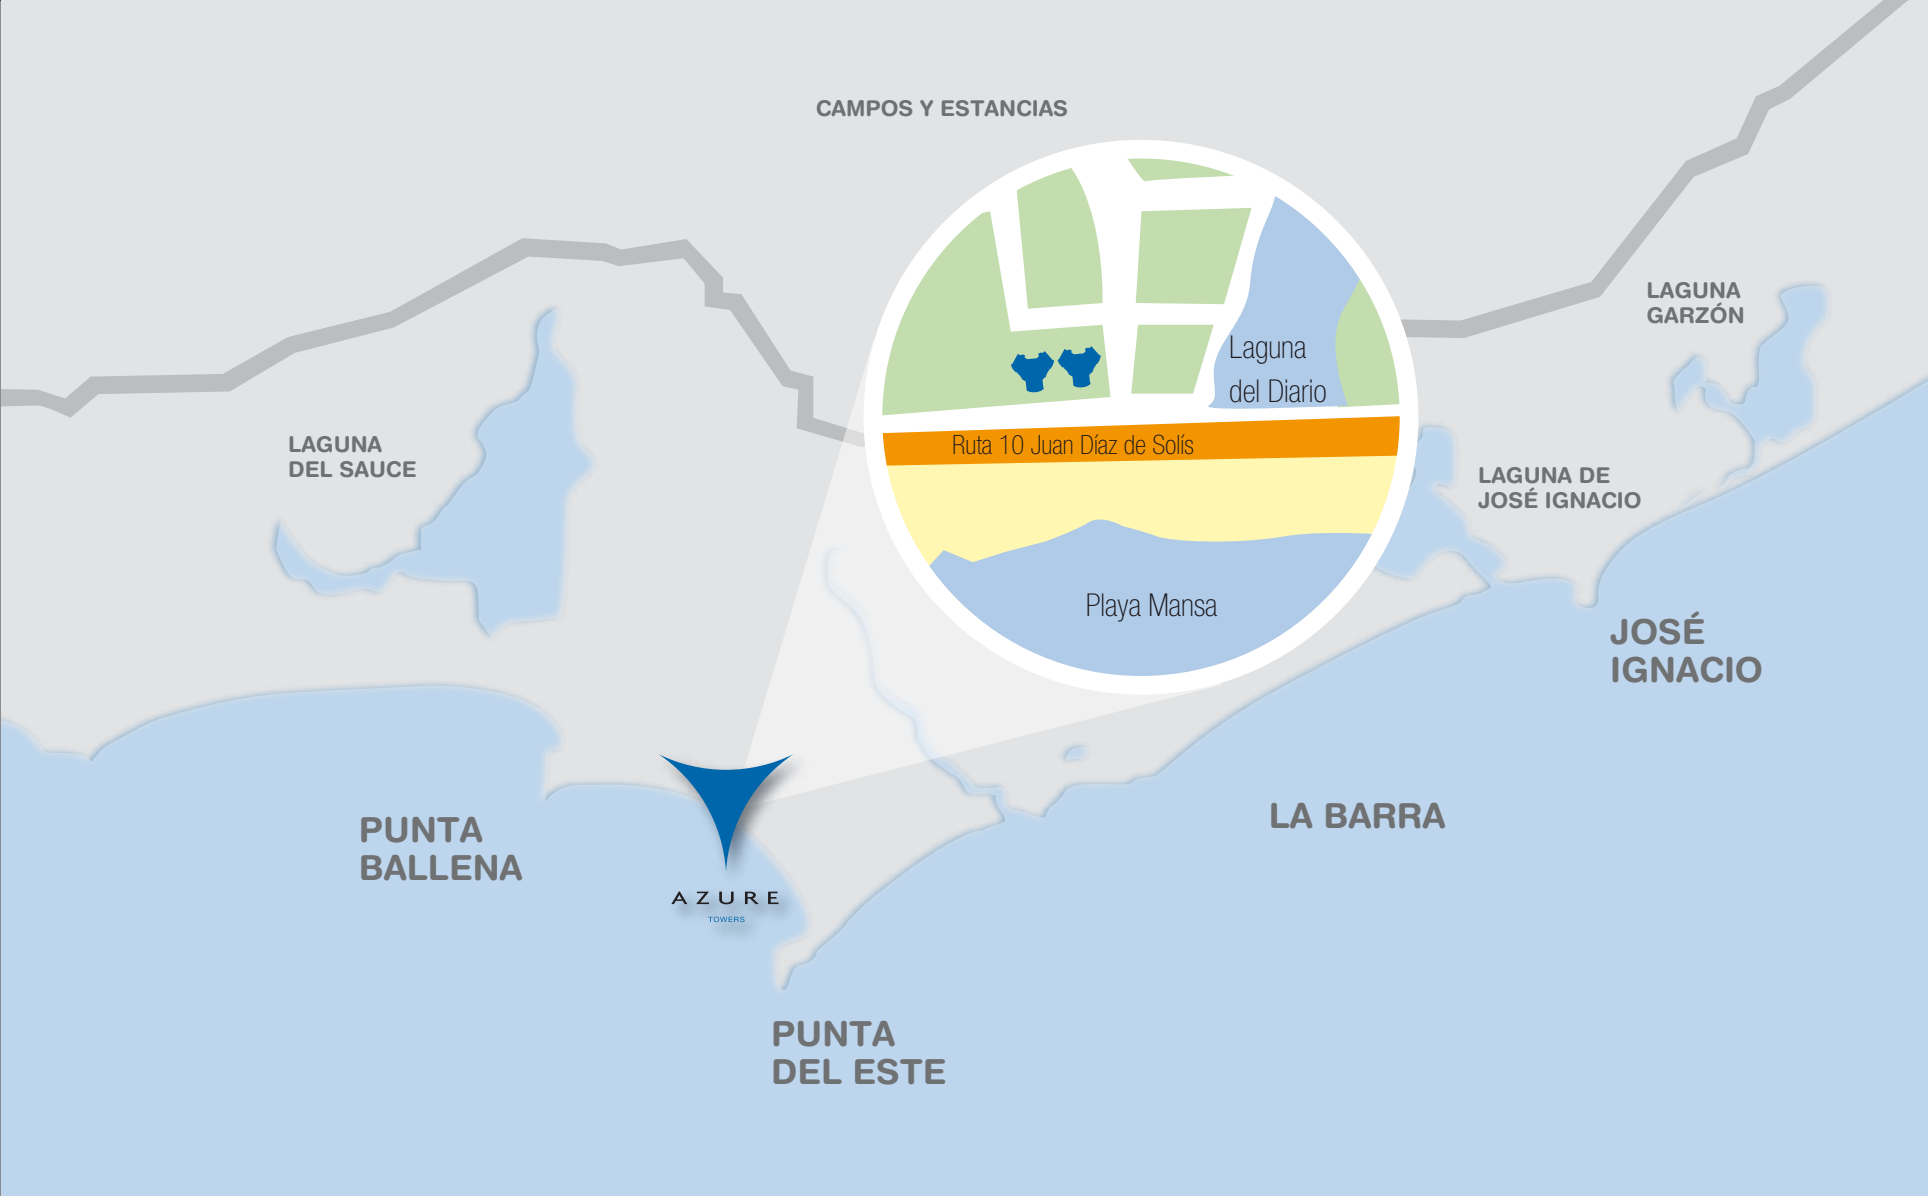 CAMPOS Y ESTANCIAS
LAGUNA
GARZÓN
Laguna
del Diario
Ruta 10 Juan Díaz de Solís
LAGUNA
DEL SAUCE
LAGUNA DE
JOSÉ IGNACIO
Playa Mansa
JOSÉ
IGNACIO
LA BARRA
PUNTA
BALLENA
AZURE
TOWERS
PUNTA
DEL ESTE